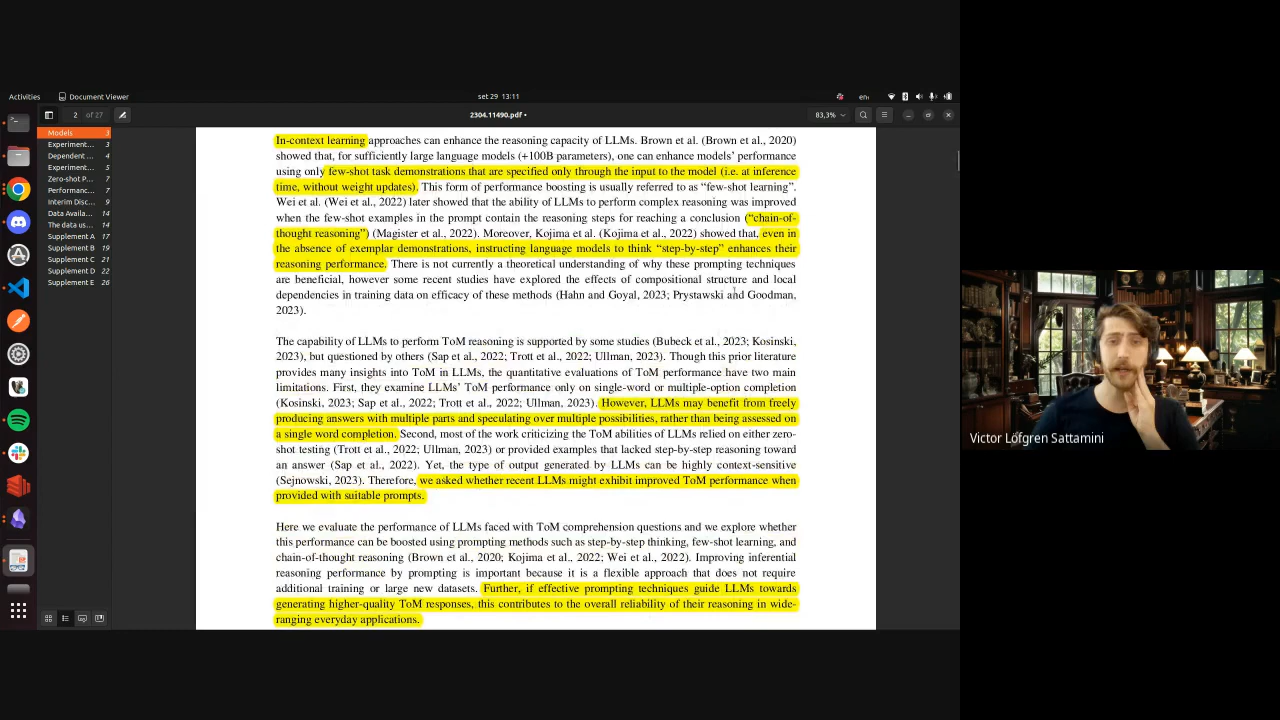 Activities
Document Viewer
set 29 13:11
en
2
of 27
2304.11490.pdf •
83,3%
Models 3
Experiment... 3
Dependent ... 4
Experiment... 5
Zero-shot P... 7
Performanc... 7
Interim Disc... 9
Data Availa... 14
The data us... 14
Supplement A 17
Supplement B 19
Supplement C 21
Supplement D 22
Supplement E 26
In-context learning approaches can enhance the reasoning capacity of LLMs. Brown et al. (Brown et al., 2020)
showed that, for sufficiently large language models (+100B parameters), one can enhance models’ performance
using only few-shot task demonstrations that are specified only through the input to the model (i.e. at inference
time, without weight updates). This form of performance boosting is usually referred to as “few-shot learning”.
Wei et al. (Wei et al., 2022) later showed that the ability of LLMs to perform complex reasoning was improved
when the few-shot examples in the prompt contain the reasoning steps for reaching a conclusion (“chain-of-
thought reasoning”) (Magister et al., 2022). Moreover, Kojima et al. (Kojima et al., 2022) showed that, even in
the absence of exemplar demonstrations, instructing language models to think “step-by-step” enhances their
reasoning performance. There is not currently a theoretical understanding of why these prompting techniques
are beneficial, however some recent studies have explored the effects of compositional structure and local
dependencies in training data on efficacy of these methods (Hahn and Goyal, 2023; Prystawski and Goodman,
2023).
The capability of LLMs to perform ToM reasoning is supported by some studies (Bubeck et al., 2023; Kosinski,
2023), but questioned by others (Sap et al., 2022; Trott et al., 2022; Ullman, 2023). Though this prior literature
provides many insights into ToM in LLMs, the quantitative evaluations of ToM performance have two main
limitations. First, they examine LLMs’ ToM performance only on single-word or multiple-option completion
(Kosinski, 2023; Sap et al., 2022; Trott et al., 2022; Ullman, 2023). However, LLMs may benefit from freely
producing answers with multiple parts and speculating over multiple possibilities, rather than being assessed on
a single word completion. Second, most of the work criticizing the ToM abilities of LLMs relied on either zero-
shot testing (Trott et al., 2022; Ullman, 2023) or provided examples that lacked step-by-step reasoning toward
an answer (Sap et al., 2022). Yet, the type of output generated by LLMs can be highly context-sensitive
(Sejnowski, 2023). Therefore, we asked whether recent LLMs might exhibit improved ToM performance when
provided with suitable prompts.
Here we evaluate the performance of LLMs faced with ToM comprehension questions and we explore whether
this performance can be boosted using prompting methods such as step-by-step thinking, few-shot learning, and
chain-of-thought reasoning (Brown et al., 2020; Kojima et al., 2022; Wei et al., 2022). Improving inferential
reasoning performance by prompting is important because it is a flexible approach that does not require
additional training or large new datasets. Further, if effective prompting techniques guide LLMs towards
generating higher-quality ToM responses, this contributes to the overall reliability of their reasoning in wide-
ranging everyday applications.
Victor Lofgren Sattamini